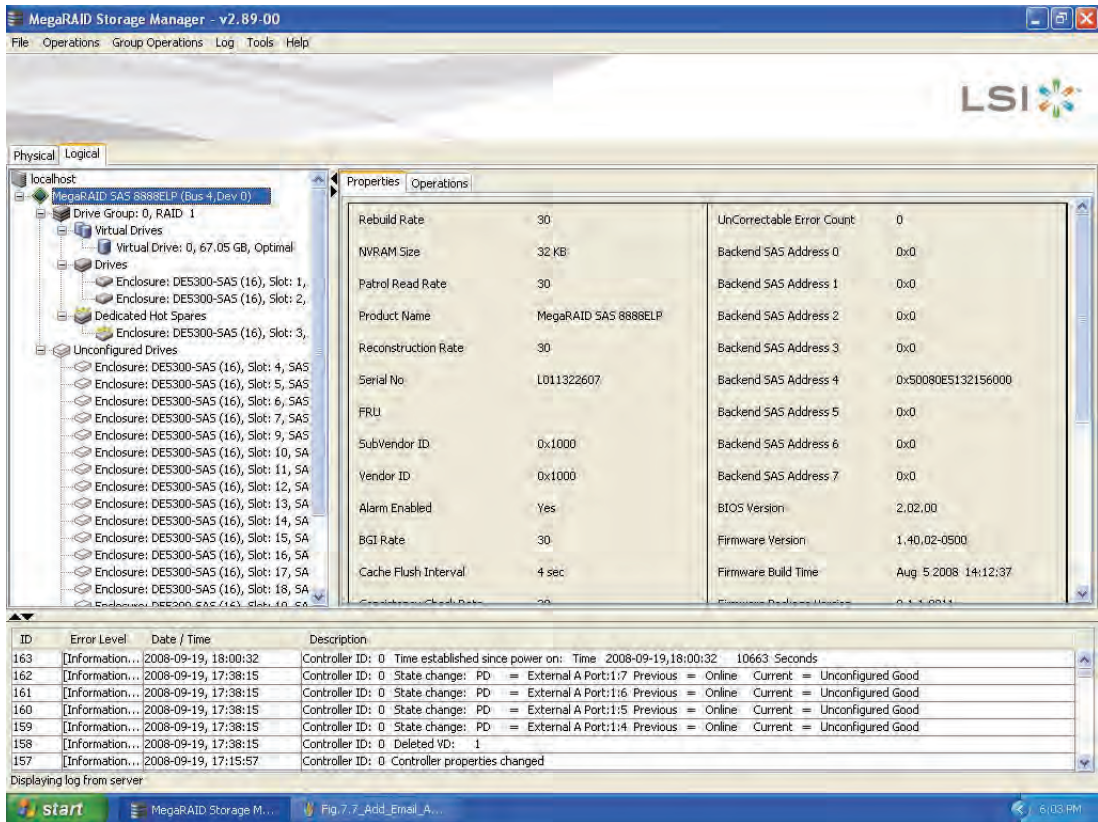 MegaRAID Storage Manager - v2.89-00
File Operations Group Operations Log Tools Help
LSI
Physical Logical
localhost
MegaRAID SAS 8888ELP (Bus 4,Dev 0)
Drive Group: 0, RAID 1
Virtual Drives
Virtual Drive: 0, 67.05 GB, Optimal
Drives
Enclosure: DE5300-SAS (16), Slot: 1,
Enclosure: DE5300-SAS (16), Slot: 2,
Dedicated Hot Spares
Enclosure: DE5300-SAS (16), Slot: 3,
Unconfigured Drives
Enclosure: DE5300-SAS (16), Slot: 4, SAS
Enclosure: DE5300-SAS (16), Slot: 5, SAS
Enclosure: DE5300-SAS (16), Slot: 6, SAS
Enclosure: DE5300-SAS (16), Slot: 7, SAS
Enclosure: DE5300-SAS (16), Slot: 9, SAS
Enclosure: DE5300-SAS (16), Slot: 10, SA
Enclosure: DE5300-SAS (16), Slot: 11, SA
Enclosure: DE5300-SAS (16), Slot: 12, SA
Enclosure: DE5300-SAS (16), Slot: 13, SA
Enclosure: DE5300-SAS (16), Slot: 14, SA
Enclosure: DE5300-SAS (16), Slot: 15, SA
Enclosure: DE5300-SAS (16), Slot: 16, SA
Enclosure: DE5300-SAS (16), Slot: 17, SA
Enclosure: DE5300-SAS (16), Slot: 18, SA
Properties Operations
Rebuild Rate 30 UnCorrectable Error Count 0
NVRAM Size 32 KB Backend SAS Address 0 0x0
Patrol Read Rate 30 Backend SAS Address 1 0x0
Product Name MegaRAID SAS 8888ELP Backend SAS Address 2 0x0
Reconstruction Rate 30 Backend SAS Address 3 0x0
Serial No L011322607 Backend SAS Address 4 0x50080E5132156000
FRU Backend SAS Address 5 0x0
SubVendor ID 0x1000 Backend SAS Address 6 0x0
Vendor ID 0x1000 Backend SAS Address 7 0x0
Alarm Enabled Yes BIOS Version 2.02.00
BGI Rate 30 Firmware Version 1.40.02-0500
Cache Flush Interval 4 sec Firmware Build Time Aug 5 2008 14:12:37
ID Error Level Date / Time Description
163 [Information... 2008-09-19, 18:00:32 Controller ID: 0 Time established since power on: Time 2008-09-19,18:00:32 10663 Seconds
162 [Information... 2008-09-19, 17:38:15 Controller ID: 0 State change: PD = External A Port:1:7 Previous = Online Current = Unconfigured Good
161 [Information... 2008-09-19, 17:38:15 Controller ID: 0 State change: PD = External A Port:1:6 Previous = Online Current = Unconfigured Good
160 [Information... 2008-09-19, 17:38:15 Controller ID: 0 State change: PD = External A Port:1:5 Previous = Online Current = Unconfigured Good
159 [Information... 2008-09-19, 17:38:15 Controller ID: 0 State change: PD = External A Port:1:4 Previous = Online Current = Unconfigured Good
158 [Information... 2008-09-19, 17:38:15 Controller ID: 0 Deleted VD: 1
157 [Information... 2008-09-19, 17:15:57 Controller ID: 0 Controller properties changed
Displaying log from server
start MegaRAID Storage M... Fig.7.7_Add_Email_A... 6:03 PM